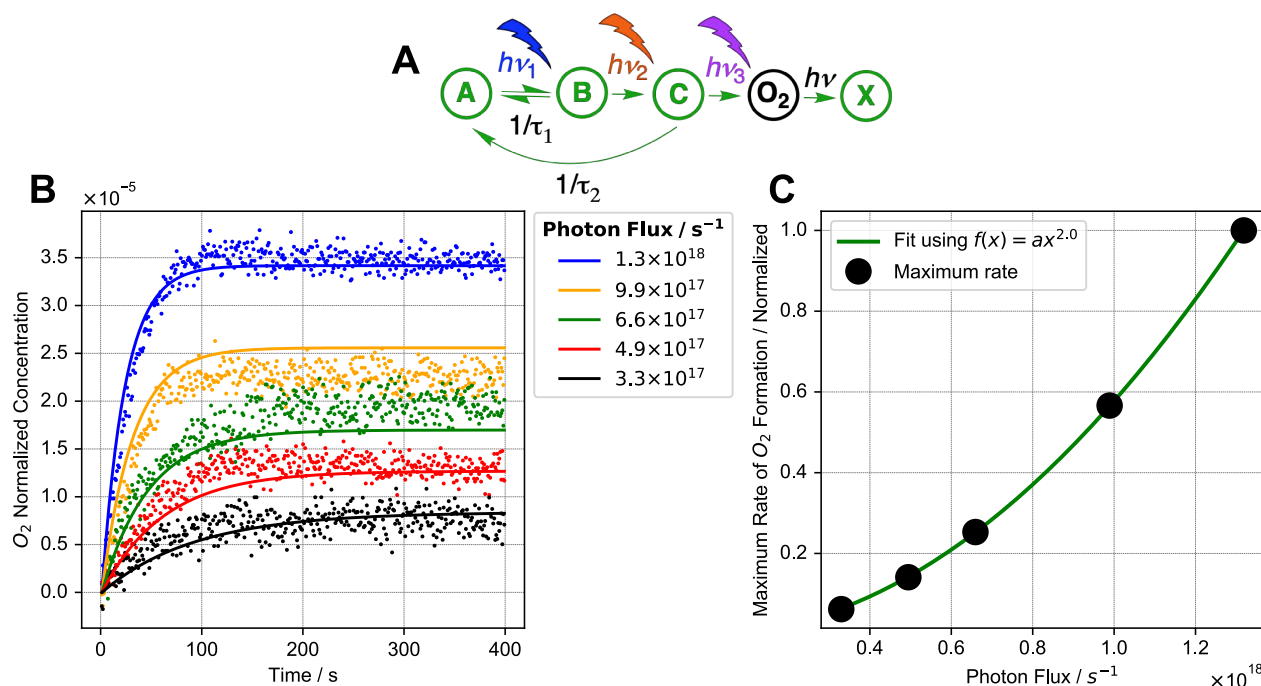 A
hν₁
hν₂
hν₃
hν
A
B
C
O₂
X
1/τ₁
1/τ₂
B
×10⁻⁵
O₂ Normalized Concentration
3.5
3.0
2.5
2.0
1.5
1.0
0.5
0.0
0
100
200
300
400
Time / s
Photon Flux / s⁻¹
1.3×10¹⁸
9.9×10¹⁷
6.6×10¹⁷
4.9×10¹⁷
3.3×10¹⁷
C
Maximum Rate of O₂ Formation / Normalized
1.0
0.8
0.6
0.4
0.2
Fit using f(x) = ax²·⁰
Maximum rate
0.4
0.6
0.8
1.0
1.2
Photon Flux / s⁻¹
×10¹⁸